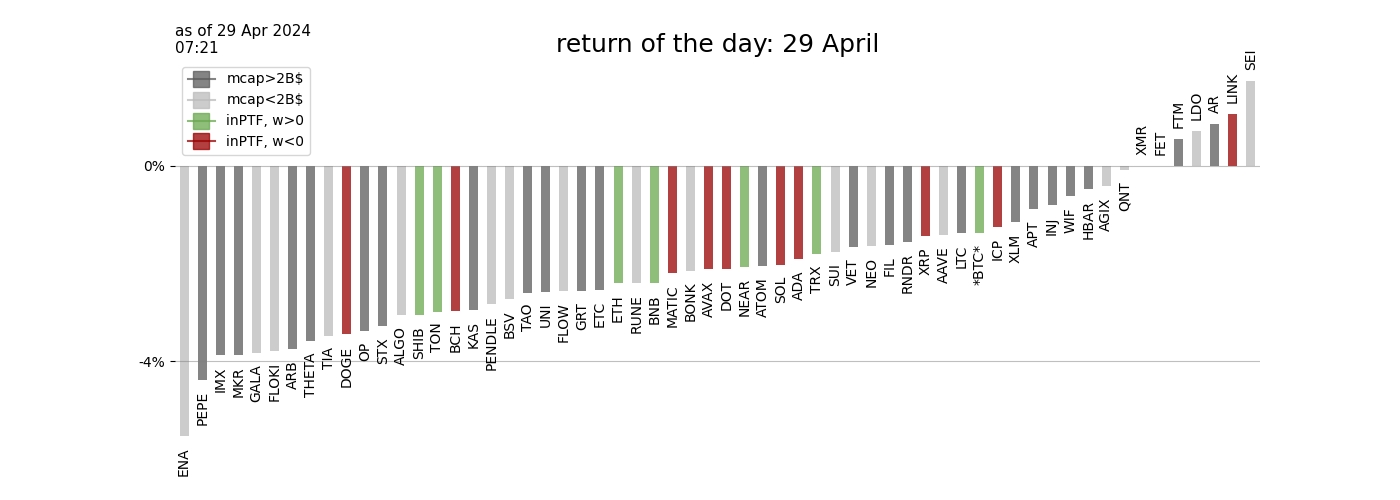 as of 29 Apr 2024
07:21
return of the day: 29 April
mcap>2B$
mcap<2B$
inPTF, w>0
inPTF, w<0
0%
-4%
ENA
PEPE
IMX
MKR
GALA
FLOKI
ARB
THETA
TIA
DOGE
OP
STX
ALGO
SHIB
TON
BCH
KAS
PENDLE
BSV
TAO
UNI
FLOW
GRT
ETC
ETH
RUNE
BNB
MATIC
BONK
AVAX
DOT
NEAR
ATOM
SOL
ADA
TRX
SUI
VET
NEO
FIL
RNDR
XRP
AAVE
LTC
*BTC*
ICP
XLM
APT
INJ
WIF
HBAR
AGIX
QNT
XMR
FET
FTM
LDO
AR
LINK
SEI